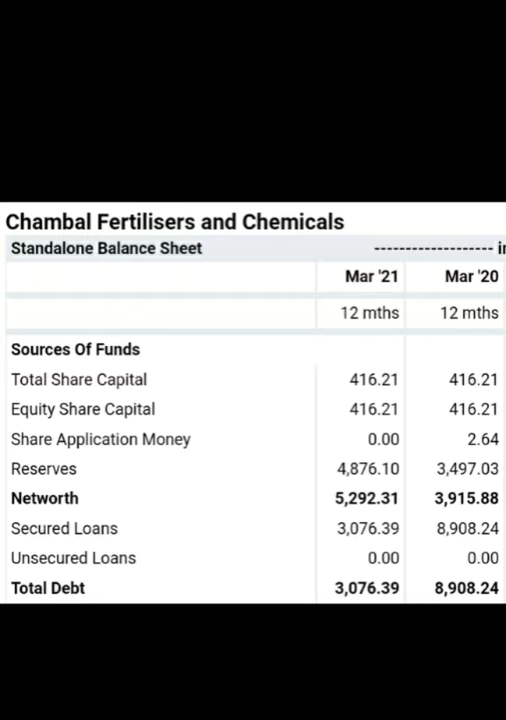 Chambal Fertilisers and Chemicals
Standalone Balance Sheet ------------------- in
Mar '21 Mar '20
12 mths 12 mths
Sources Of Funds
Total Share Capital 416.21 416.21
Equity Share Capital 416.21 416.21
Share Application Money 0.00 2.64
Reserves 4,876.10 3,497.03
Networth 5,292.31 3,915.88
Secured Loans 3,076.39 8,908.24
Unsecured Loans 0.00 0.00
Total Debt 3,076.39 8,908.24